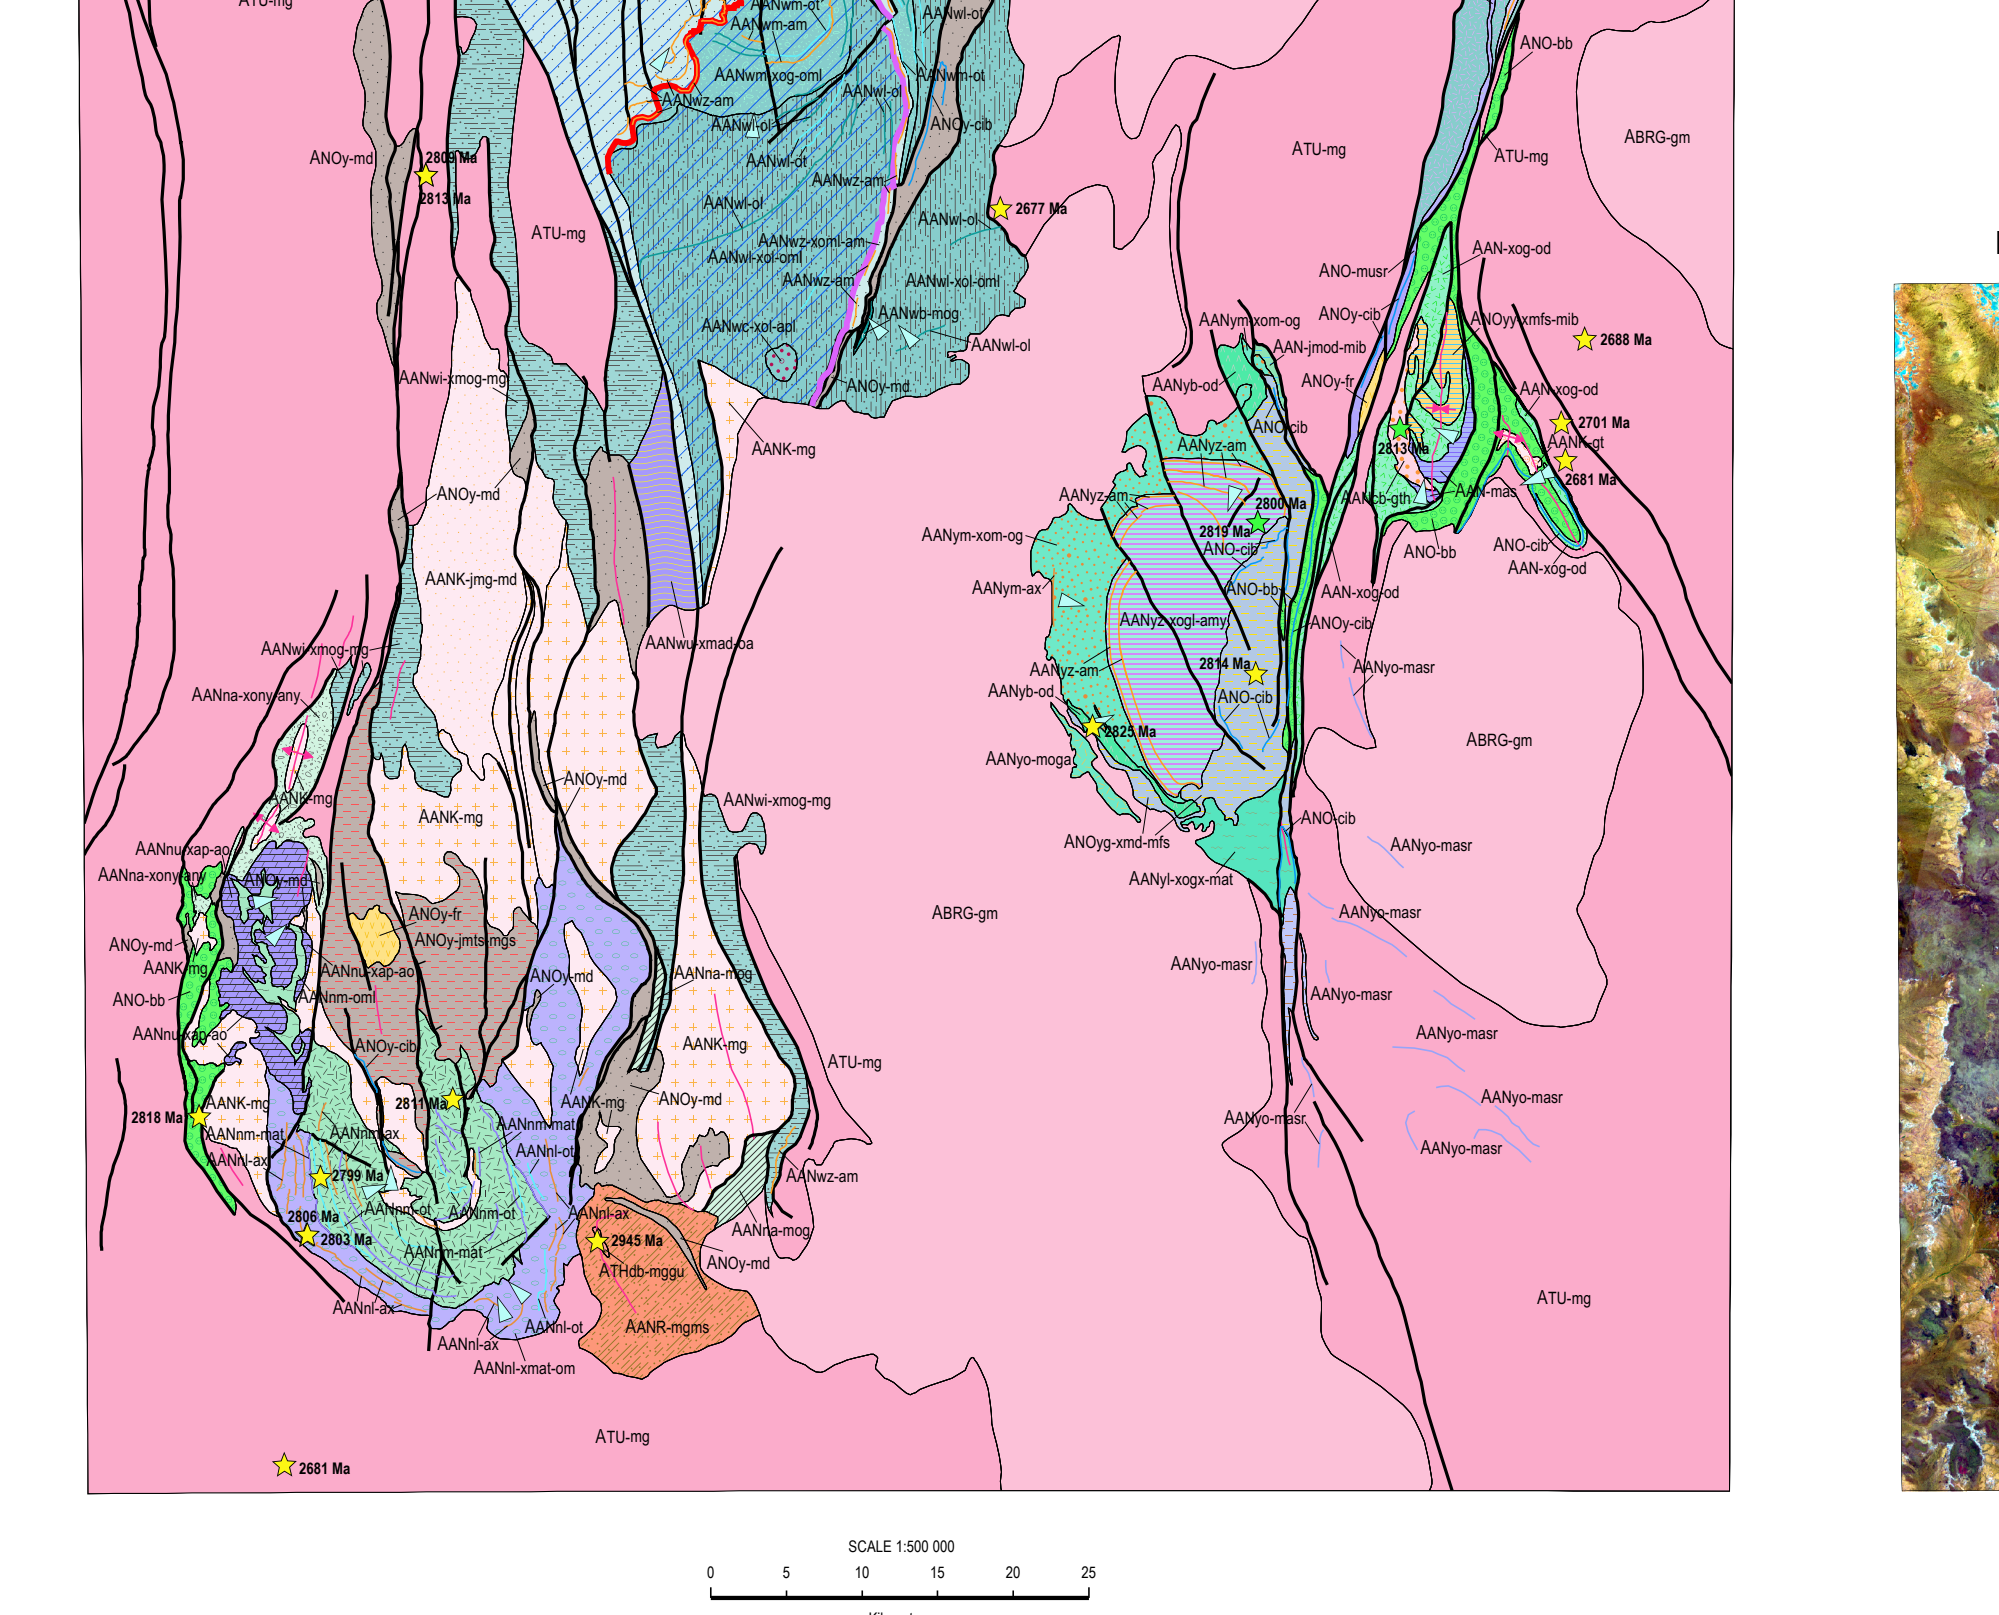 AANwm-ot
AANwl-of
AANwm-am
ANO-bb
AANwm-xog-oml
AANwm-ot
AANwz-am
AANwl-ol
AANwl-ol
ANOy-cib
ATU-mg
ABRG-gm
ATU-mg
ANOy-md
2809 Ma
AANwl-ot
AANwz-am
2813 Ma
AANwl-ol
AANwl-ol
2677 Ma
ATU-mg
AANwz-xoml-am
AAN-xog-od
AANwl-xol-oml
ANO-musr
AANwz-am
AANwl-xol-oml
AANwb-mog
ANOy-cib
ANOyy-xmfs-mib
AANwc-xol-apl
AANym-xom-og
2688 Ma
AANwl-ol
AAN-jmod-mib
AANwi-xmog-mg
ANOy-md
AANyb-od
ANOy-fr
AAN-xog-od
2701 Ma
ANO-cib
AANK-mg
AANyz-am
2813 Ma
AANK-gt
2681 Ma
ANOy-md
AANyz-am
AANcb-gth
AAN-mas
2800 Ma
AANym-xom-og
2819 Ma
ANO-cib
ANO-bb
ANO-cib
AAN-xog-od
AANK-jmg-md
AANym-ax
ANO-bb
AAN-xog-od
AANyz-xogl-amy
ANOy-cib
AANwi-xmog-mg
AANwu-xmad-oa
2814 Ma
AANyo-masr
AANyz-am
AANna-xony-any
AANyb-od
ANO-cib
2825 Ma
ABRG-gm
AANyo-moga
ANOy-md
AANK-mg
AANwi-xmog-mg
AANK-mg
ANO-cib
AANyo-masr
ANOyg-xmd-mfs
AANnu-xap-ao
AANna-xony-any
ANOy-md
AANyl-xogx-mat
ANOy-fr
ABRG-gm
AANyo-masr
ANOy-md
ANOy-jmts-mgs
AANK-mg
AANnu-xap-ao
ANOy-md
AANna-mog
AANyo-masr
ANO-bb
AANnm-oml
AANyo-masr
AANnu-xap-ao
ANOy-cib
AANK-mg
AANyo-masr
ATU-mg
2811 Ma
AANK-mg
AANK-mg
ANOy-md
AANyo-masr
2818 Ma
AANnm-mat
AANnm-ax
AANnm-mat
AANyo-masr
AANnl-ax
AANnl-ot
AANyo-masr
2799 Ma
AANwz-am
2806 Ma
AANnm-ot
AANnm-ot
AANnl-ax
AANna-mog
2803 Ma
AANnm-mat
2945 Ma
ANOy-md
ATHdb-mggu
AANnl-ax
AANnl-ot
AANR-mgms
ATU-mg
AANnl-ax
AANnl-xmat-om
ATU-mg
2681 Ma
SCALE 1:500 000
0 5 10 15 20 25